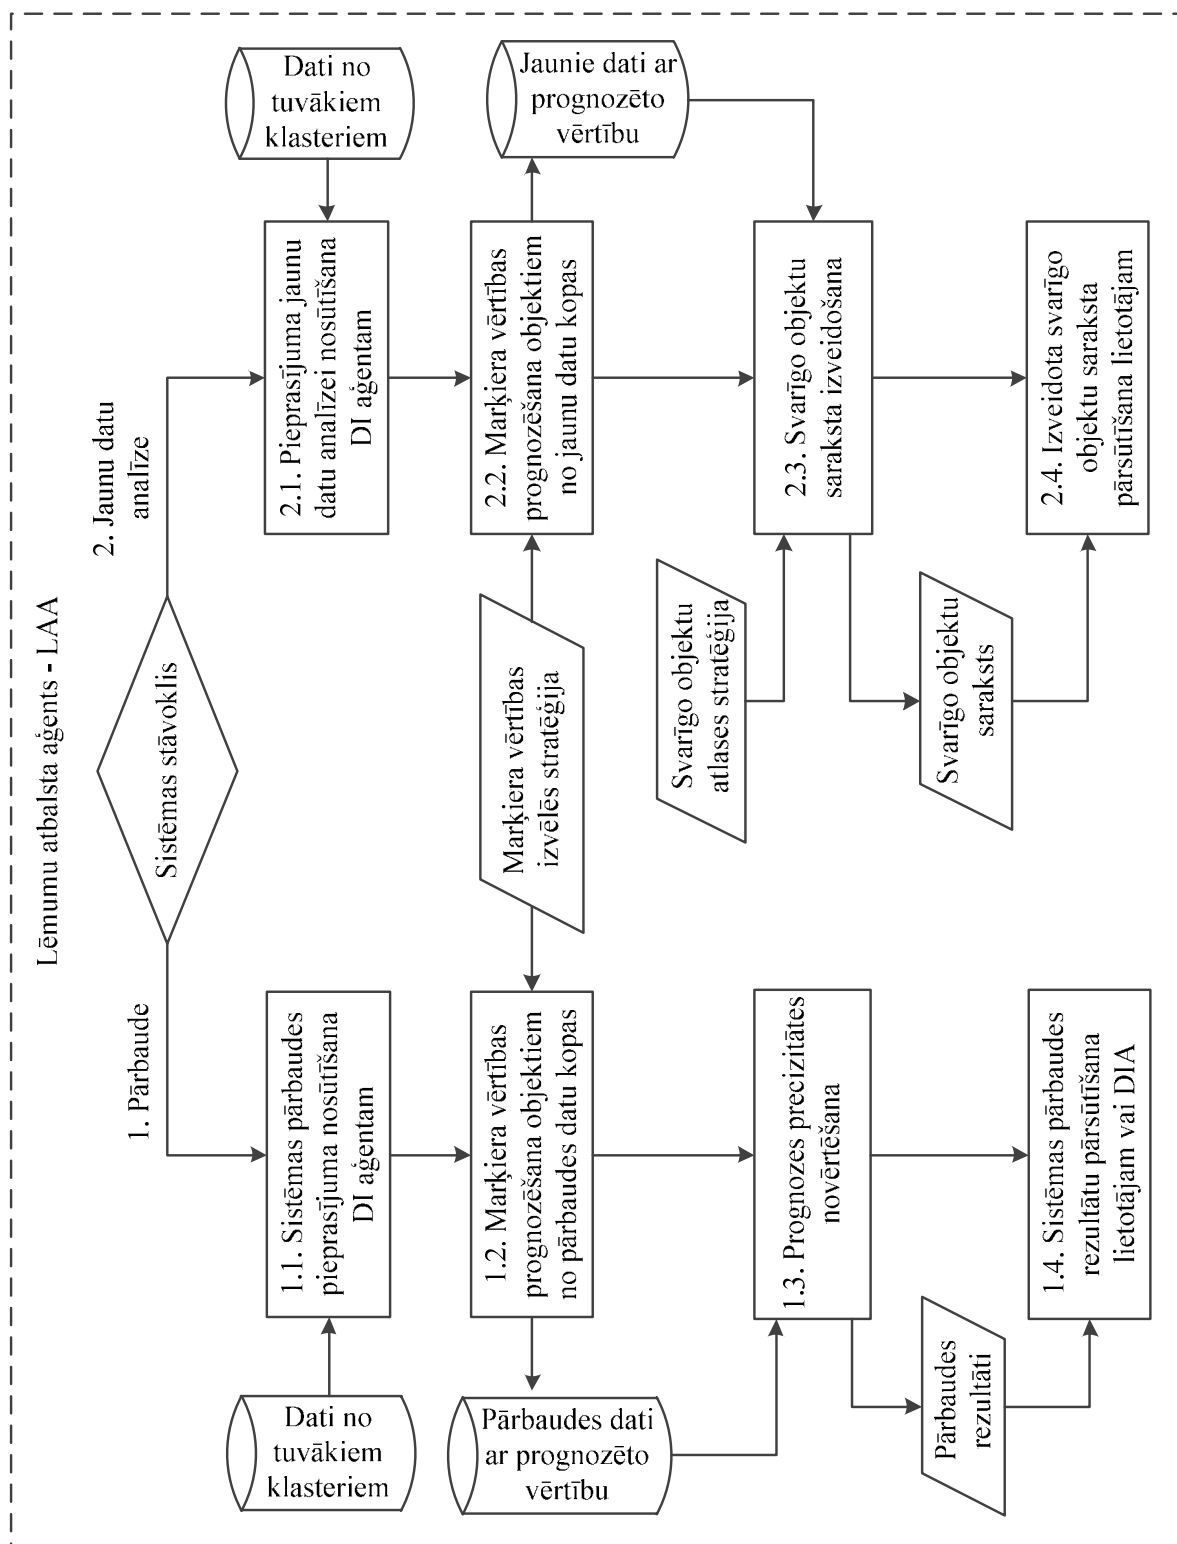 Lēmumu atbalsta aģents - LAA
Sistēmas stāvoklis
1. Pārbaude
2. Jaunu datu
analīze
Dati no
tuvākiem
klasteriem
1.1. Sistēmas pārbaudes
pieprasījuma nosūtīšana
DI aģentam
2.1. Pieprasījuma jaunu
datu analīzei nosūtīšana
DI aģentam
Dati no
tuvākiem
klasteriem
Pārbaudes dati
ar prognozēto
vērtību
1.2. Marķiera vērtības
prognozēšana objektiem
no pārbaudes datu kopas
Marķiera vērtības
izvēlēs stratēģija
2.2. Marķiera vērtības
prognozēšana objektiem
no jaunu datu kopas
Jaunie dati ar
prognozēto
vērtību
1.3. Prognozes precizitātes
novērtēšana
Svarīgo objektu
atlases stratēģija
2.3. Svarīgo objektu
saraksta izveidošana
Pārbaudes
rezultāti
Svarīgo objektu
saraksts
1.4. Sistēmas pārbaudes
rezultātu pārsūtīšana
lietotājam vai DIA
2.4. Izveidota svarīgo
objektu saraksta
pārsūtīšana lietotājam